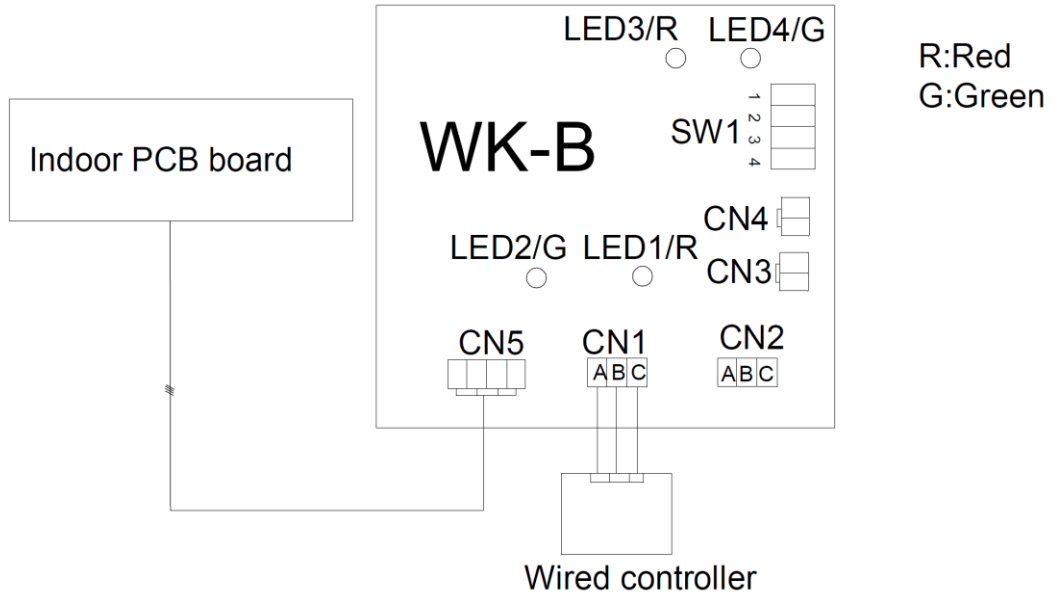 LED3/R LED4/G
R:Red
G:Green
Indoor PCB board
WK-B
SW1
1
2
3
4
CN4
LED2/G LED1/R
CN3
CN5 CN1 CN2
A B C
A B C
Wired controller